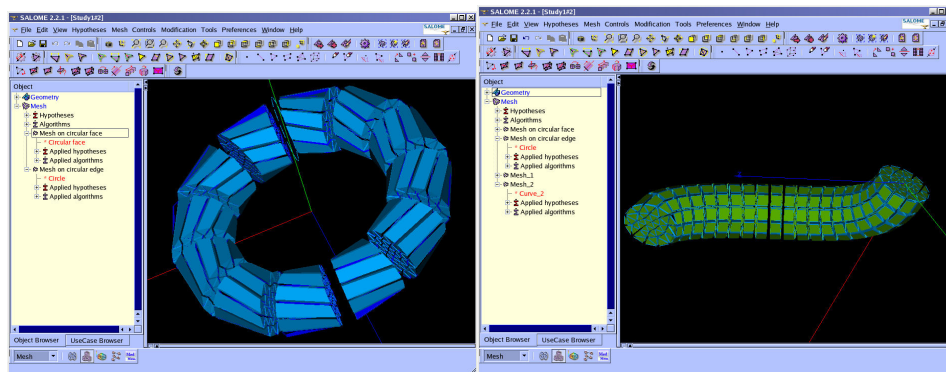 SALOME 2.2.1 - [Study1#2]
File Edit View Hypotheses Mesh Controls Modification Tools Preferences Window Help
SALOME
Object
Geometry
Mesh
Hypotheses
Algorithms
Mesh on circular face
* Circular face
Applied hypotheses
Applied algorithms
Mesh on circular edge
* Circle
Applied hypotheses
Applied algorithms
Object Browser UseCase Browser
Mesh
SALOME 2.2.1 - [Study1#2]
File Edit View Hypotheses Mesh Controls Modification Tools Preferences Window Help
SALOME
Object
Geometry
Mesh
Hypotheses
Algorithms
Mesh on circular face
Mesh on circular edge
* Circle
Applied hypotheses
Applied algorithms
Mesh_1
Mesh_2
* Curve_2
Applied hypotheses
Applied algorithms
Object Browser UseCase Browser
Mesh